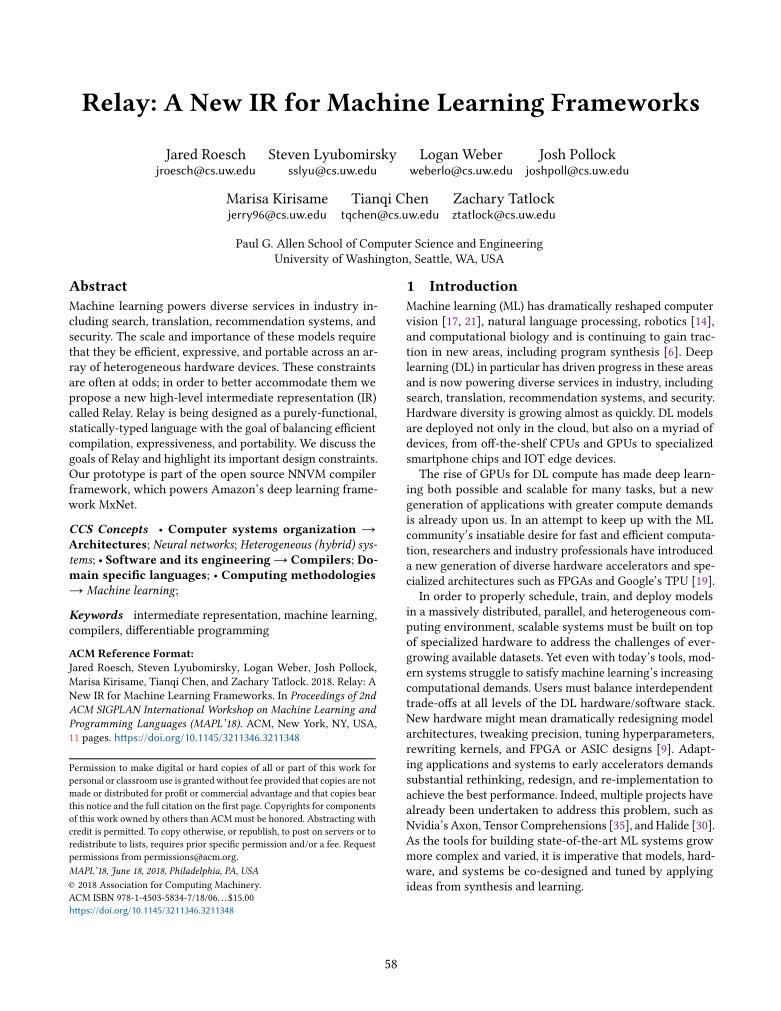 Relay: A New IR for Machine Learning Frameworks
Jared Roesch
jroesch@cs.uw.edu
Steven Lyubomirsky
sslyu@cs.uw.edu
Logan Weber
weberlo@cs.uw.edu
Josh Pollock
joshpoll@cs.uw.edu
Marisa Kirisame
jerry96@cs.uw.edu
Tianqi Chen
tqchen@cs.uw.edu
Zachary Tatlock
ztatlock@cs.uw.edu
Paul G. Allen School of Computer Science and Engineering
University of Washington, Seattle, WA, USA
Abstract
Machine learning powers diverse services in industry in-
cluding search, translation, recommendation systems, and
security. The scale and importance of these models require
that they be efficient, expressive, and portable across an ar-
ray of heterogeneous hardware devices. These constraints
are often at odds; in order to better accommodate them we
propose a new high-level intermediate representation (IR)
called Relay. Relay is being designed as a purely-functional,
statically-typed language with the goal of balancing efficient
compilation, expressiveness, and portability. We discuss the
goals of Relay and highlight its important design constraints.
Our prototype is part of the open source NNVM compiler
framework, which powers Amazon's deep learning frame-
work MxNet.
CCS Concepts • Computer systems organization →
Architectures; Neural networks; Heterogeneous (hybrid) sys-
tems; • Software and its engineering → Compilers; Do-
main specific languages; • Computing methodologies
→ Machine learning;
Keywords intermediate representation, machine learning,
compilers, differentiable programming
ACM Reference Format:
Jared Roesch, Steven Lyubomirsky, Logan Weber, Josh Pollock,
Marisa Kirisame, Tianqi Chen, and Zachary Tatlock. 2018. Relay: A
New IR for Machine Learning Frameworks. In Proceedings of 2nd
ACM SIGPLAN International Workshop on Machine Learning and
Programming Languages (MAPL'18). ACM, New York, NY, USA,
11 pages. https://doi.org/10.1145/3211346.3211348
Permission to make digital or hard copies of all or part of this work for
personal or classroom use is granted without fee provided that copies are not
made or distributed for profit or commercial advantage and that copies bear
this notice and the full citation on the first page. Copyrights for components
of this work owned by others than ACM must be honored. Abstracting with
credit is permitted. To copy otherwise, or republish, to post on servers or to
redistribute to lists, requires prior specific permission and/or a fee. Request
permissions from permissions@acm.org.
MAPL'18, June 18, 2018, Philadelphia, PA, USA
© 2018 Association for Computing Machinery.
ACM ISBN 978-1-4503-5834-7/18/06...$15.00
https://doi.org/10.1145/3211346.3211348
1 Introduction
Machine learning (ML) has dramatically reshaped computer
vision [17, 21], natural language processing, robotics [14],
and computational biology and is continuing to gain trac-
tion in new areas, including program synthesis [6]. Deep
learning (DL) in particular has driven progress in these areas
and is now powering diverse services in industry, including
search, translation, recommendation systems, and security.
Hardware diversity is growing almost as quickly. DL models
are deployed not only in the cloud, but also on a myriad of
devices, from off-the-shelf CPUs and GPUs to specialized
smartphone chips and IOT edge devices.
The rise of GPUs for DL compute has made deep learn-
ing both possible and scalable for many tasks, but a new
generation of applications with greater compute demands
is already upon us. In an attempt to keep up with the ML
community's insatiable desire for fast and efficient computa-
tion, researchers and industry professionals have introduced
a new generation of diverse hardware accelerators and spe-
cialized architectures such as FPGAs and Google's TPU [19].
In order to properly schedule, train, and deploy models
in a massively distributed, parallel, and heterogeneous com-
puting environment, scalable systems must be built on top
of specialized hardware to address the challenges of ever-
growing available datasets. Yet even with today's tools, mod-
ern systems struggle to satisfy machine learning's increasing
computational demands. Users must balance interdependent
trade-offs at all levels of the DL hardware/software stack.
New hardware might mean dramatically redesigning model
architectures, tweaking precision, tuning hyperparameters,
rewriting kernels, and FPGA or ASIC designs [9]. Adapt-
ing applications and systems to early accelerators demands
substantial rethinking, redesign, and re-implementation to
achieve the best performance. Indeed, multiple projects have
already been undertaken to address this problem, such as
Nvidia's Axon, Tensor Comprehensions [35], and Halide [30].
As the tools for building state-of-the-art ML systems grow
more complex and varied, it is imperative that models, hard-
ware, and systems be co-designed and tuned by applying
ideas from synthesis and learning.
58